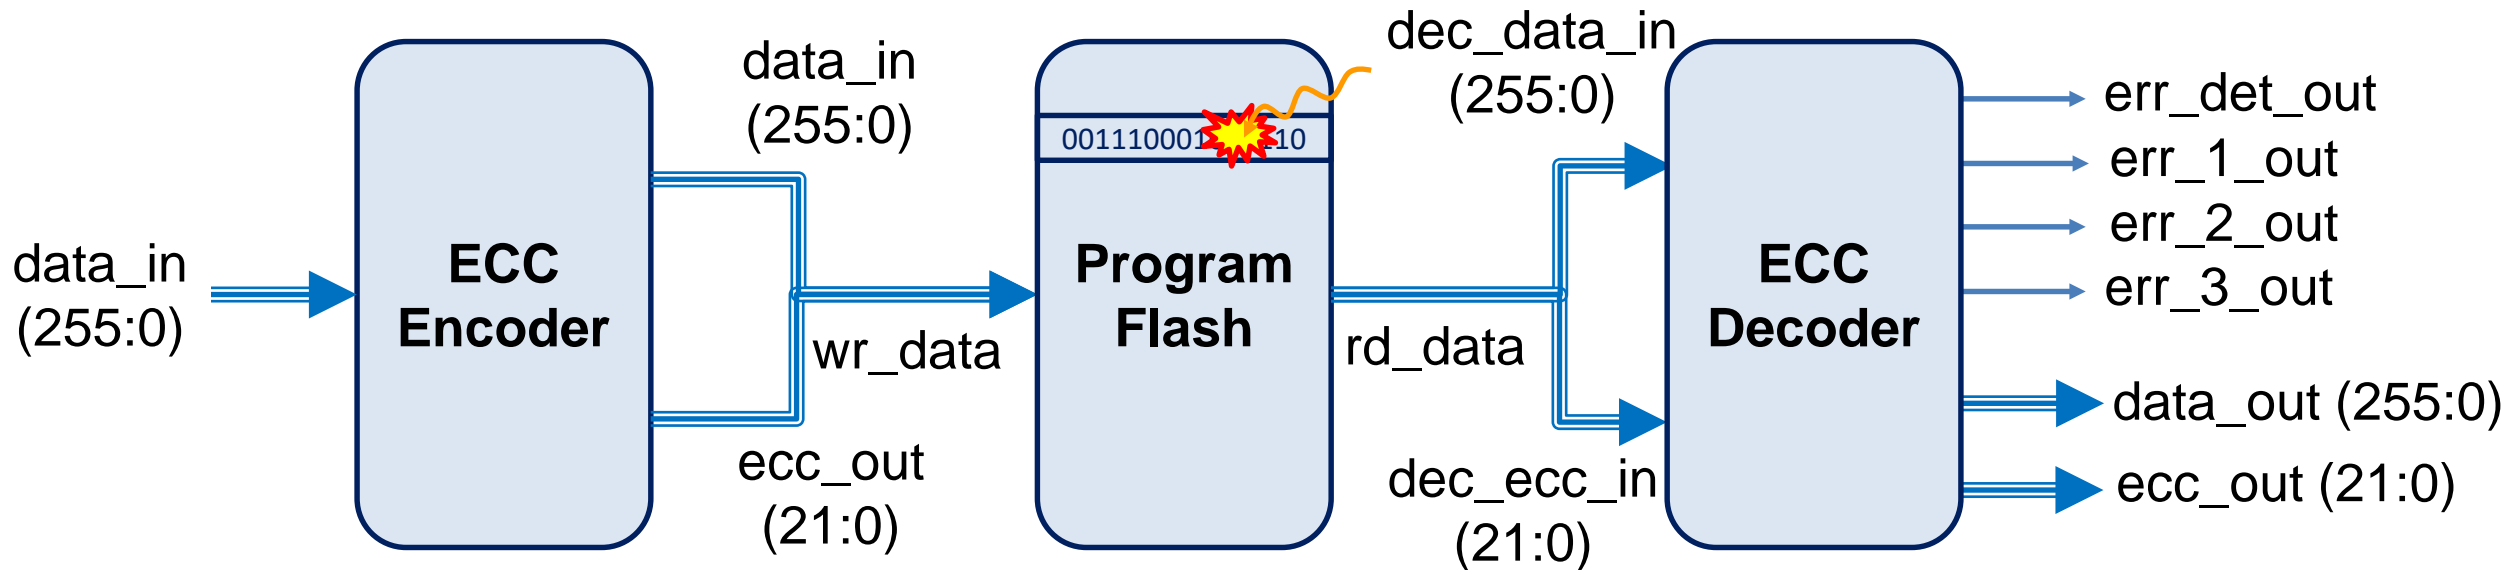 data_in
(255:0)
ECC
Encoder
data_in
(255:0)
wr_data
ecc_out
(21:0)
Program
Flash
dec_data_in
(255:0)
rd_data
dec_ecc_in
(21:0)
ECC
Decoder
err_det_out
err_1_out
err_2_out
err_3_out
data_out (255:0)
ecc_out (21:0)